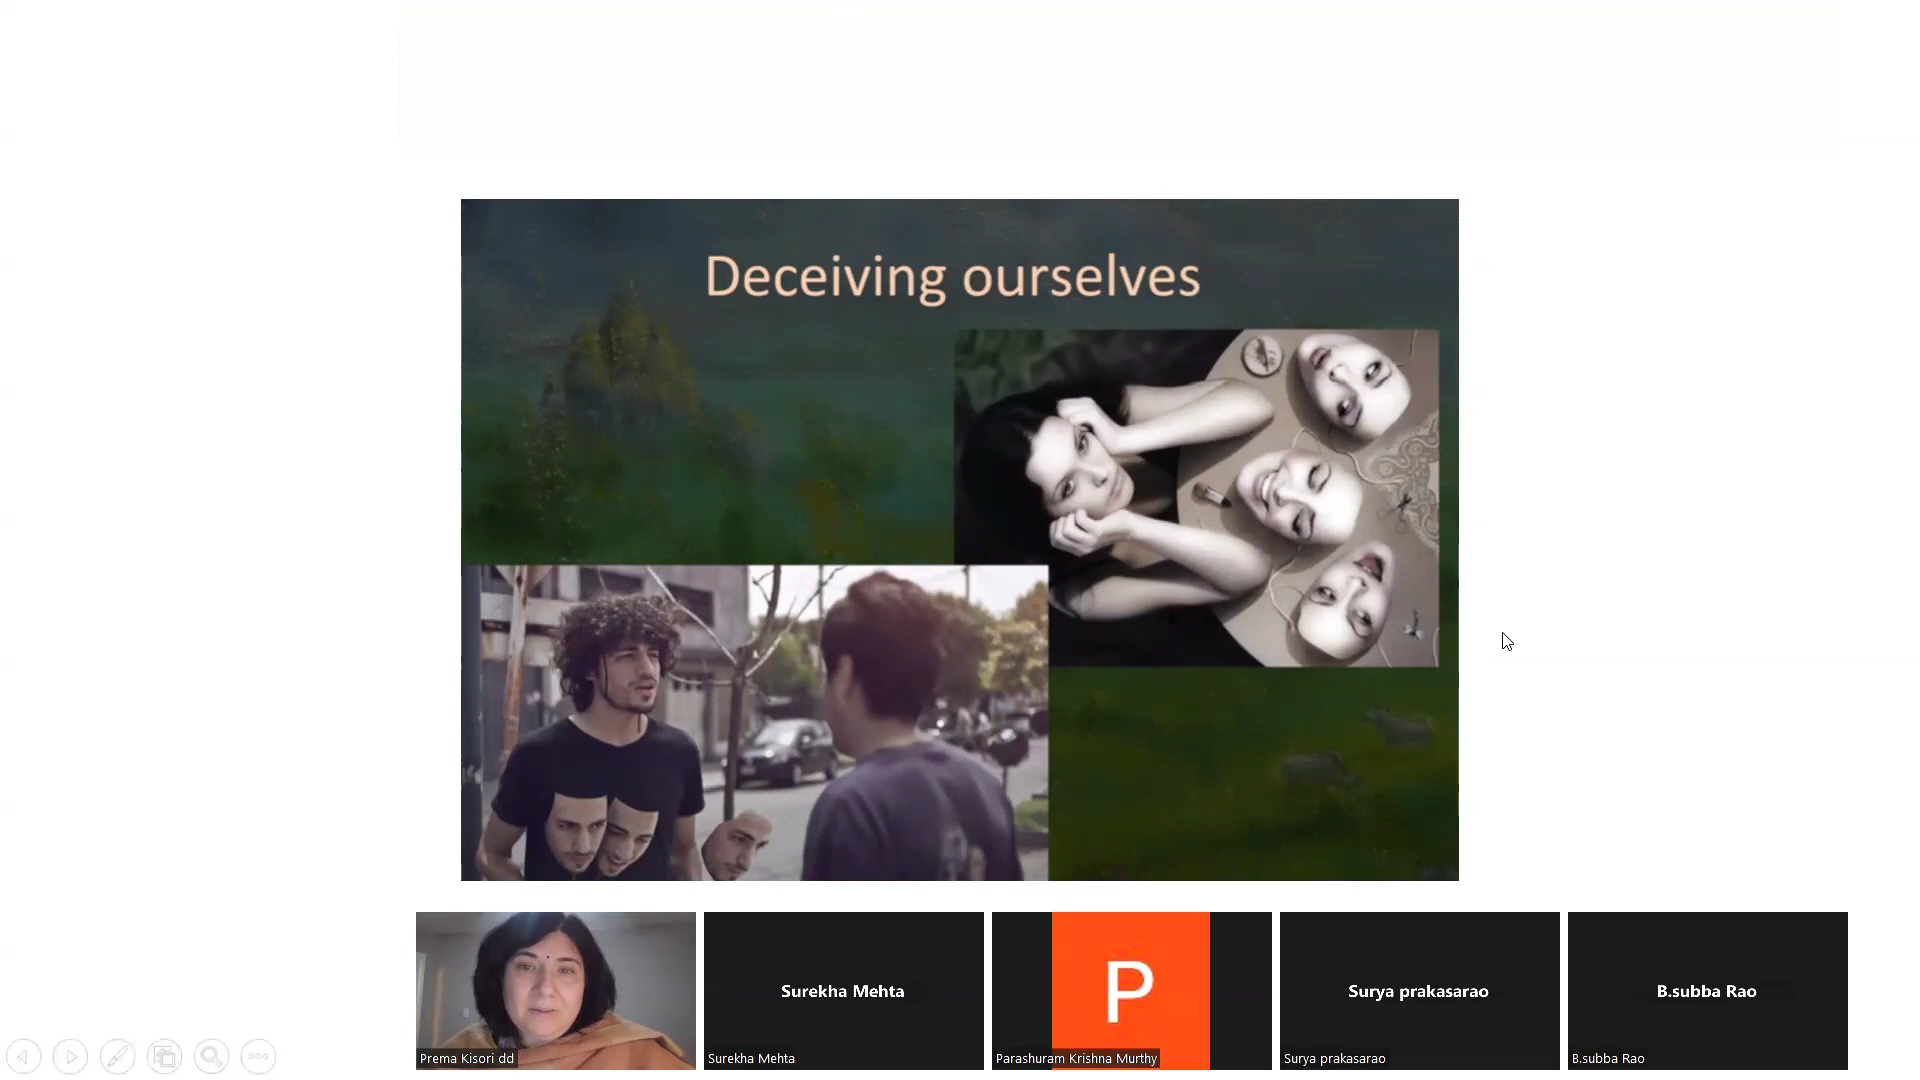 Deceiving ourselves
Surekha Mehta
P
Surya prakasarao
B.subba Rao
Prema Kisori dd
Surekha Mehta
Parashuram Krishna Murthy
Surya prakasarao
B.subba Rao